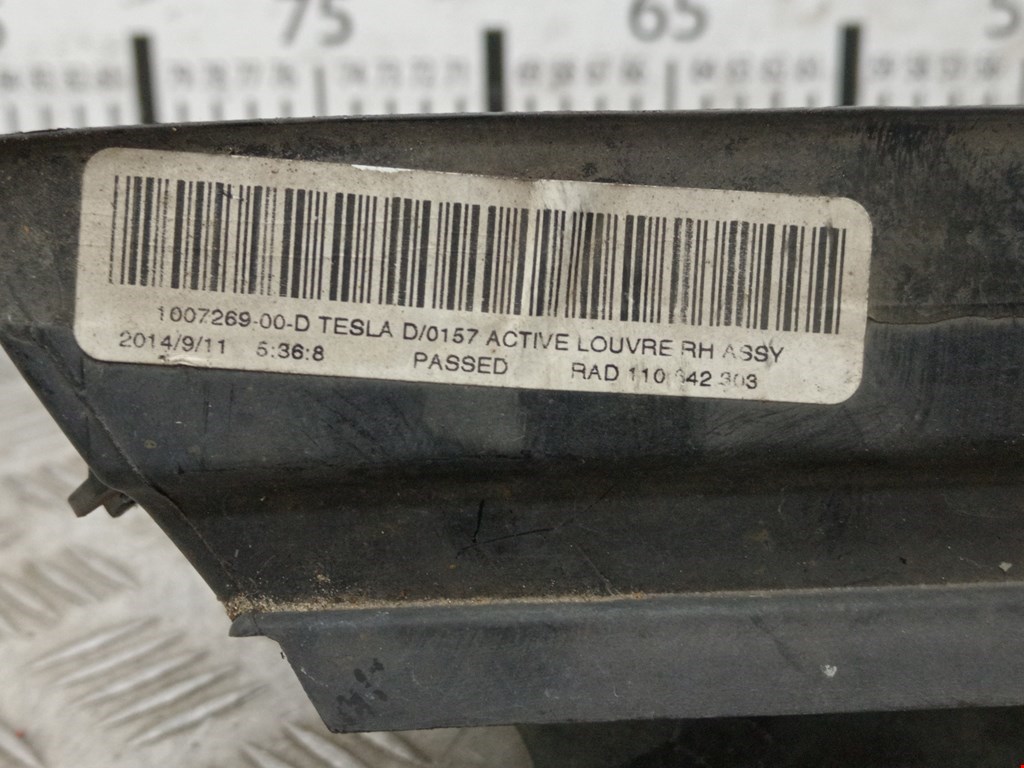 75 65
1007269-00-D TESLA D/0157 ACTIVE LOUVRE RH ASSY
2014/9/11 5:36:8 PASSED RAD 110 303